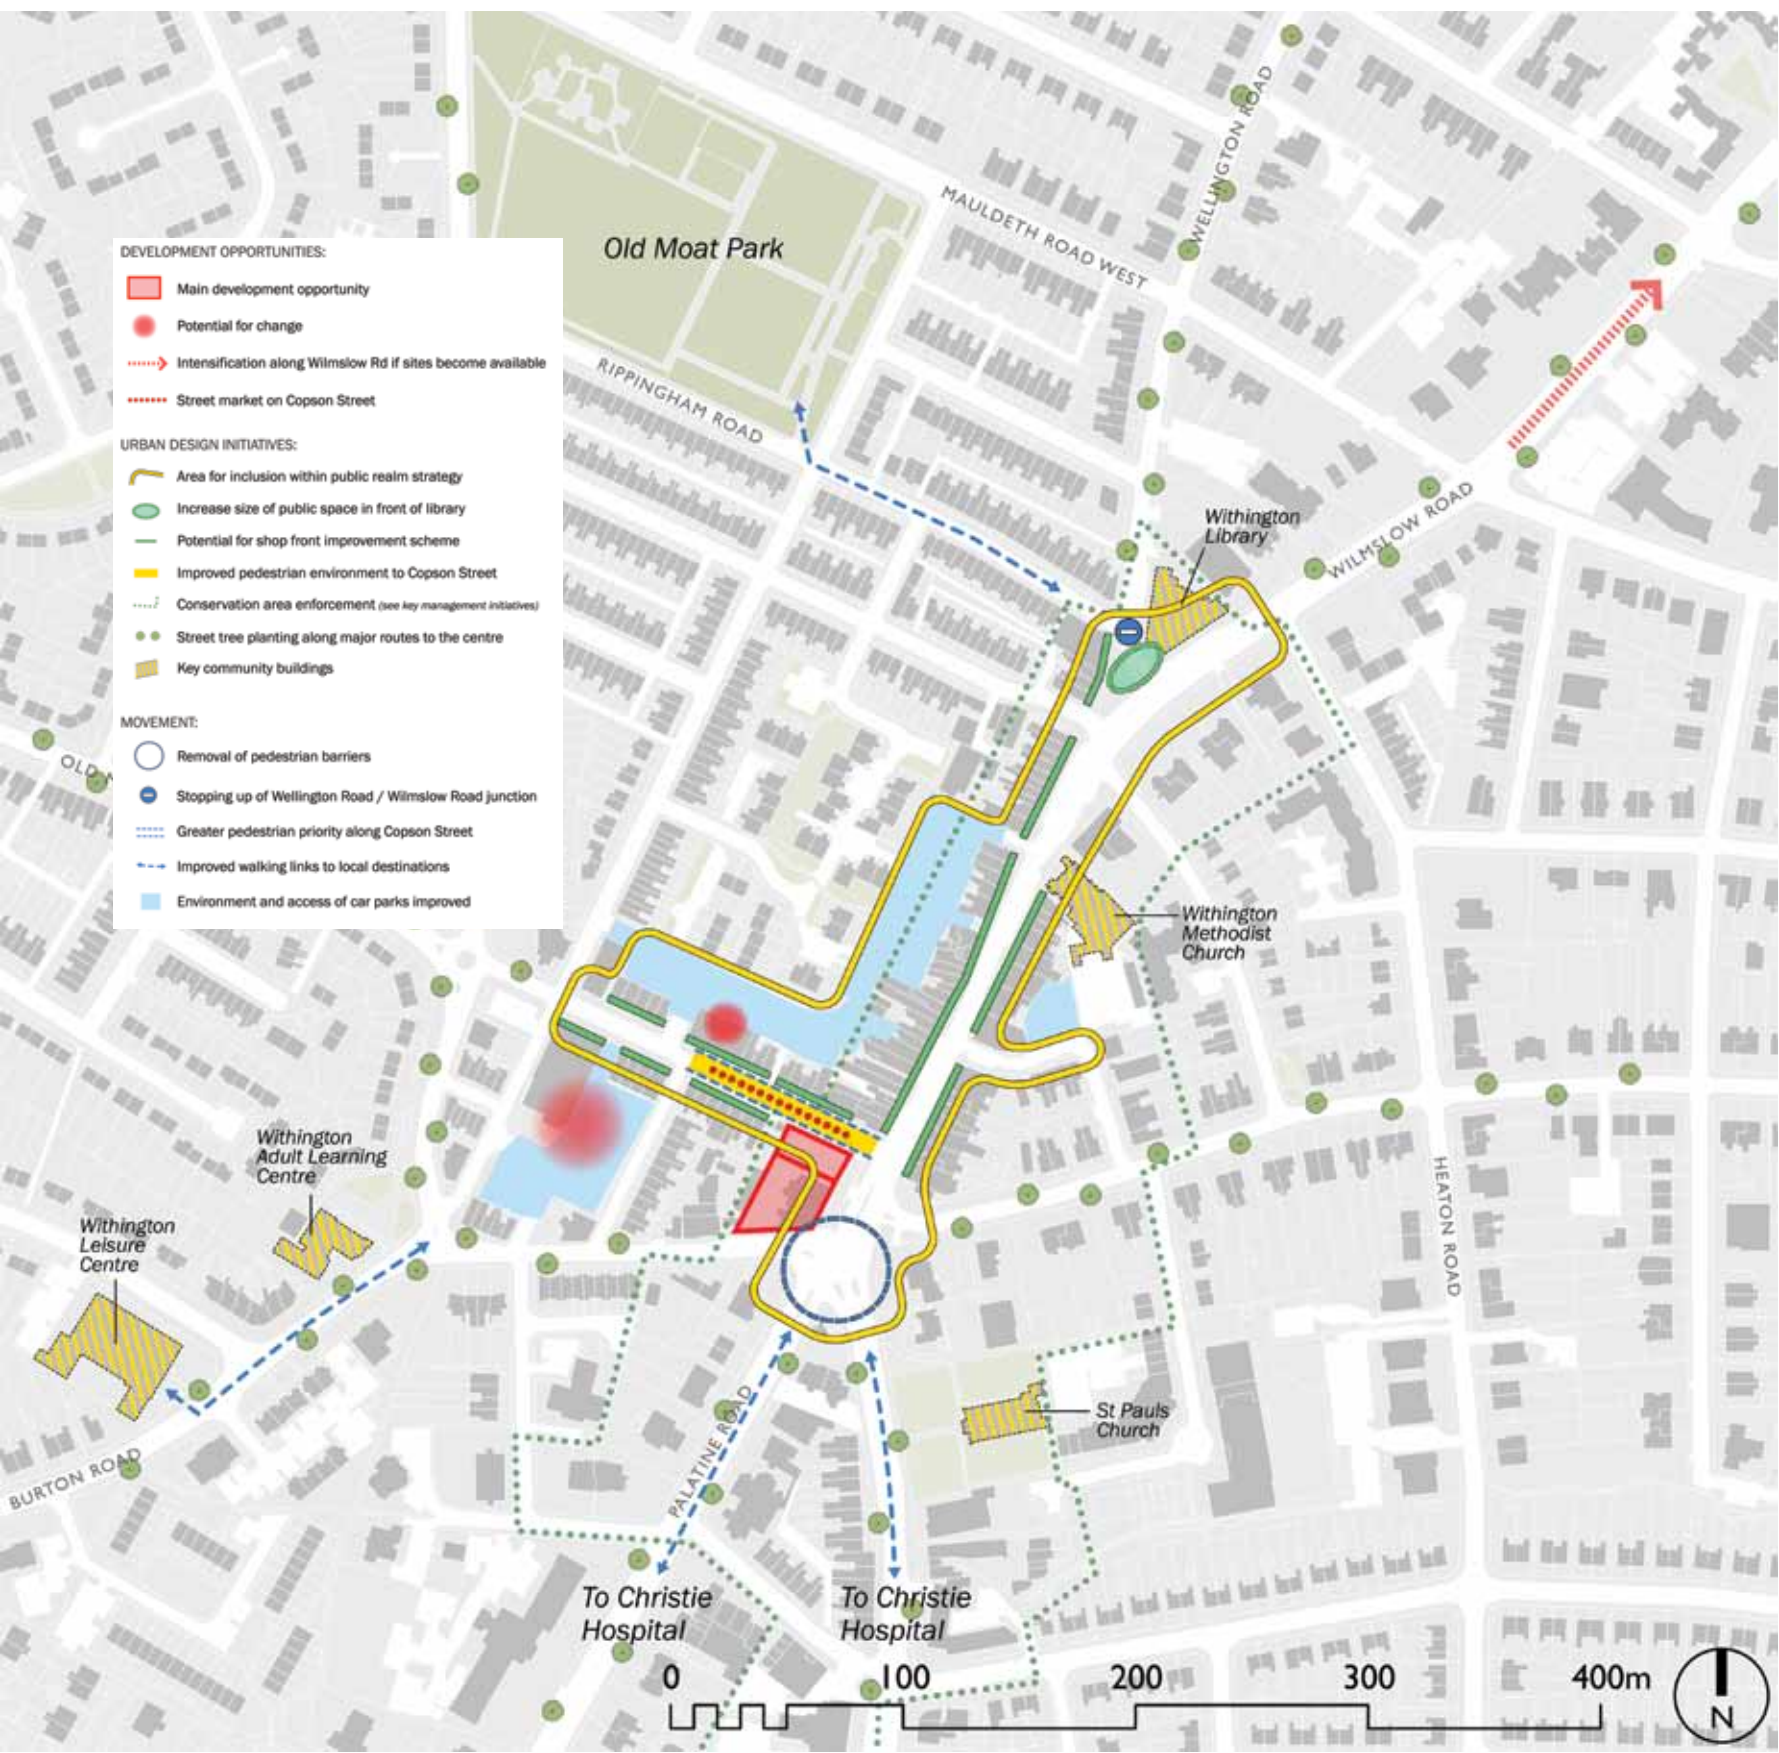 WELLINGTON ROAD
MAULDETH ROAD WEST
Old Moat Park
RIPPINGHAM ROAD
DEVELOPMENT OPPORTUNITIES:
Main development opportunity
Potential for change
Intensification along Wilmslow Rd if sites become available
Street market on Copson Street
URBAN DESIGN INITIATIVES:
Area for inclusion within public realm strategy
Increase size of public space in front of library
Potential for shop front improvement scheme
Improved pedestrian environment to Copson Street
Conservation area enforcement (see key management initiatives)
Street tree planting along major routes to the centre
Key community buildings
MOVEMENT:
Removal of pedestrian barriers
Stopping up of Wellington Road / Wilmslow Road junction
Greater pedestrian priority along Copson Street
Improved walking links to local destinations
Environment and access of car parks improved
OLD
Withington
Library
WILMSLOW ROAD
Withington
Methodist
Church
Withington
Adult Learning
Centre
Withington
Leisure
Centre
HEATON ROAD
St Pauls
Church
PALATINE ROAD
BURTON ROAD
To Christie
Hospital
To Christie
Hospital
0 100 200 300 400m
N